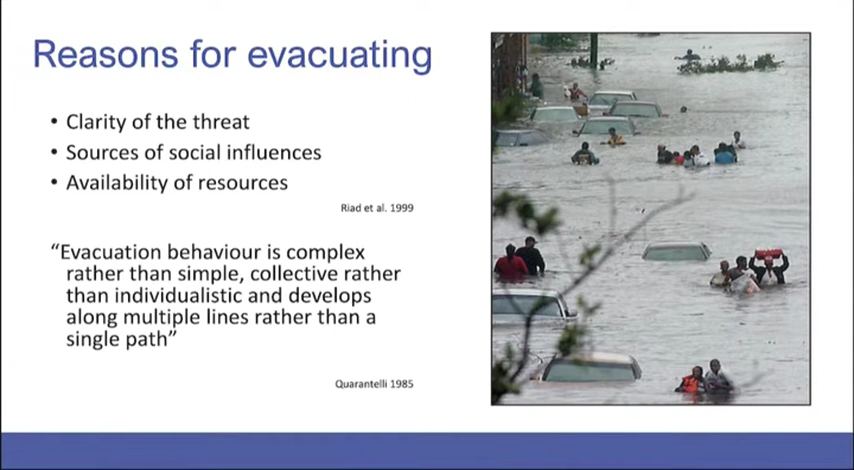 Reasons for evacuating
• Clarity of the threat
• Sources of social influences
• Availability of resources
Riad et al. 1999
“Evacuation behaviour is complex
rather than simple, collective rather
than individualistic and develops
along multiple lines rather than a
single path”
Quarantelli 1985